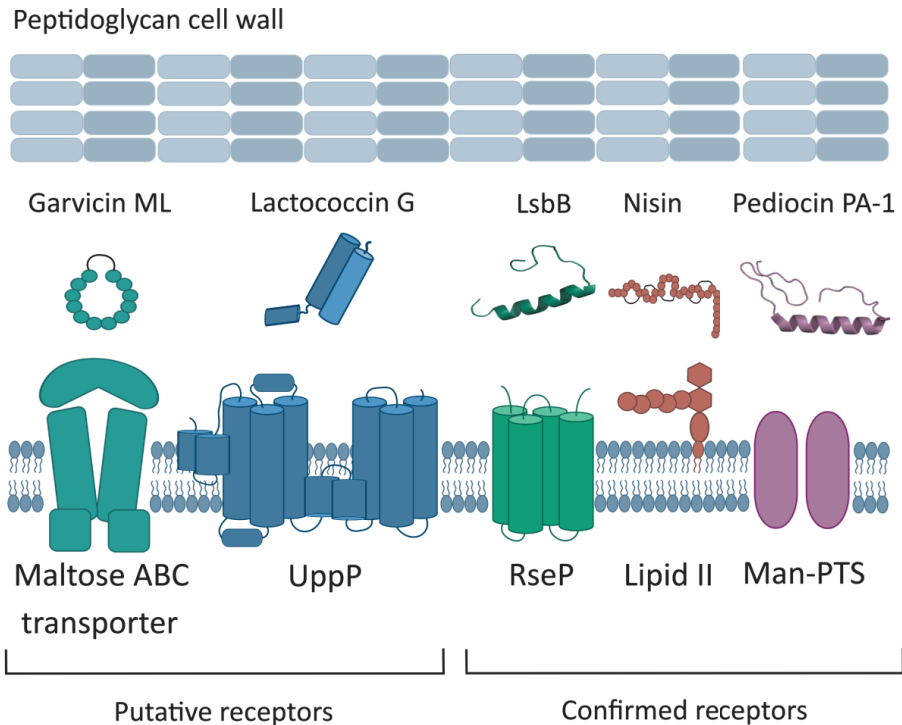 Peptidoglycan cell wall
Garvicin ML
Lactococcin G
LsbB
Nisin
Pediocin PA-1
Maltose ABC
transporter
UppP
RseP
Lipid II
Man-PTS
Putative receptors
Confirmed receptors